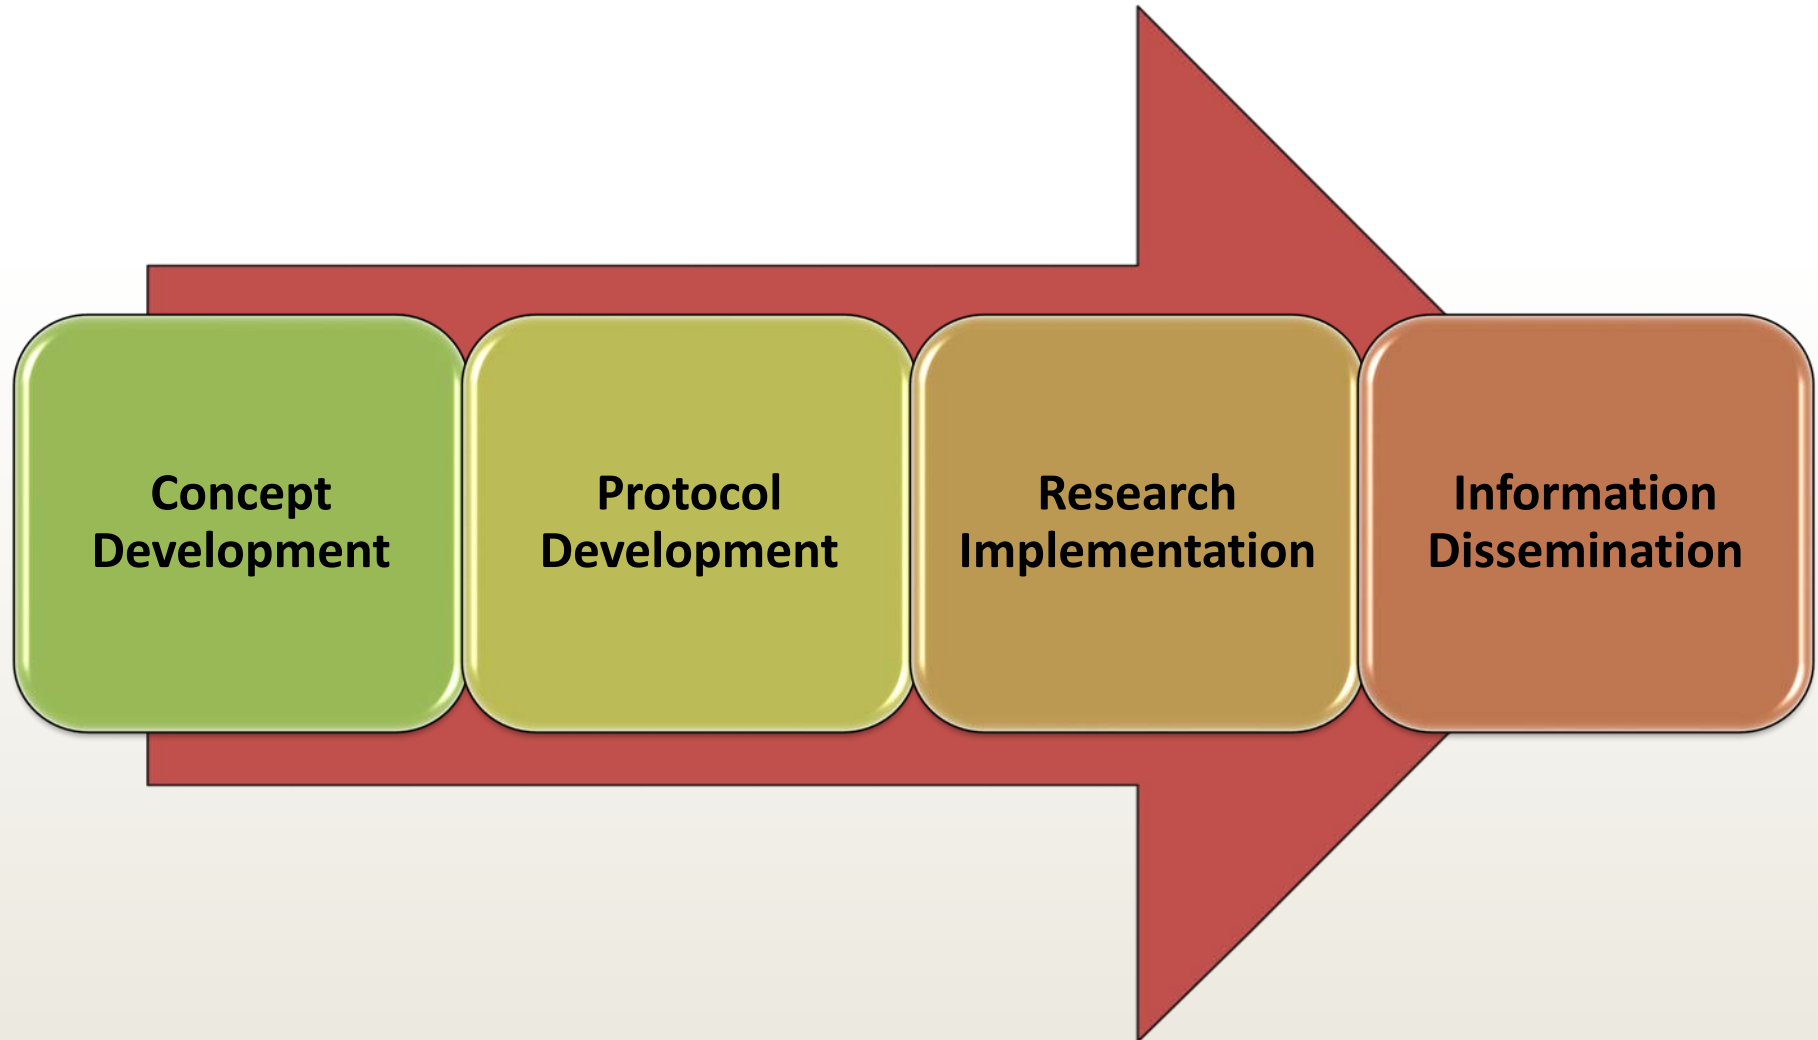 Concept
Development
Protocol
Development
Research
Implementation
Information
Dissemination